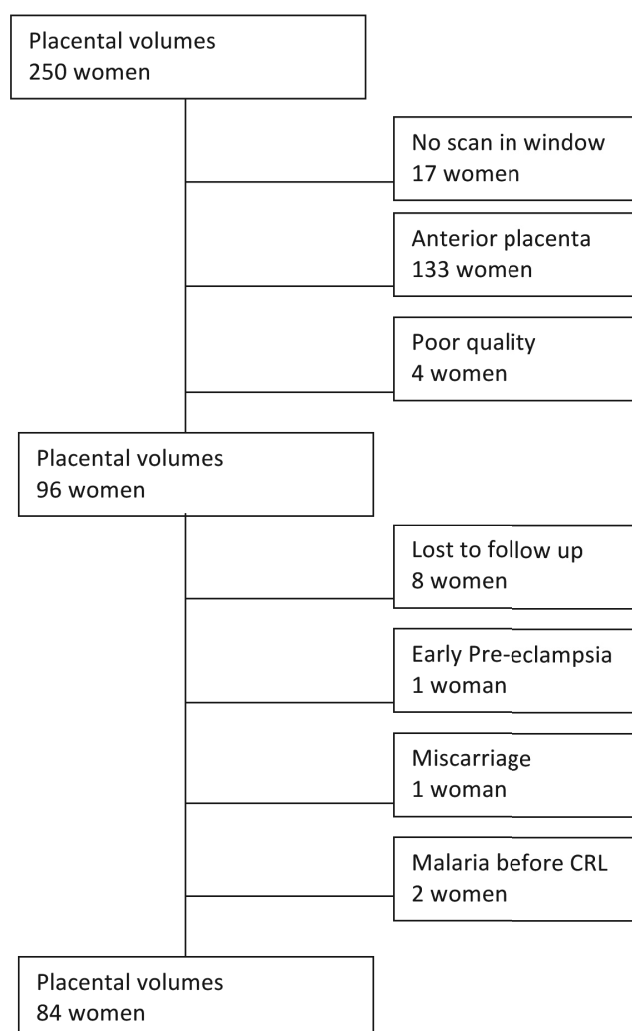 Placental volumes
250 women
No scan in window
17 women
Anterior placenta
133 women
Poor quality
4 women
Placental volumes
96 women
Lost to follow up
8 women
Early Pre-eclampsia
1 woman
Miscarriage
1 woman
Malaria before CRL
2 women
Placental volumes
84 women